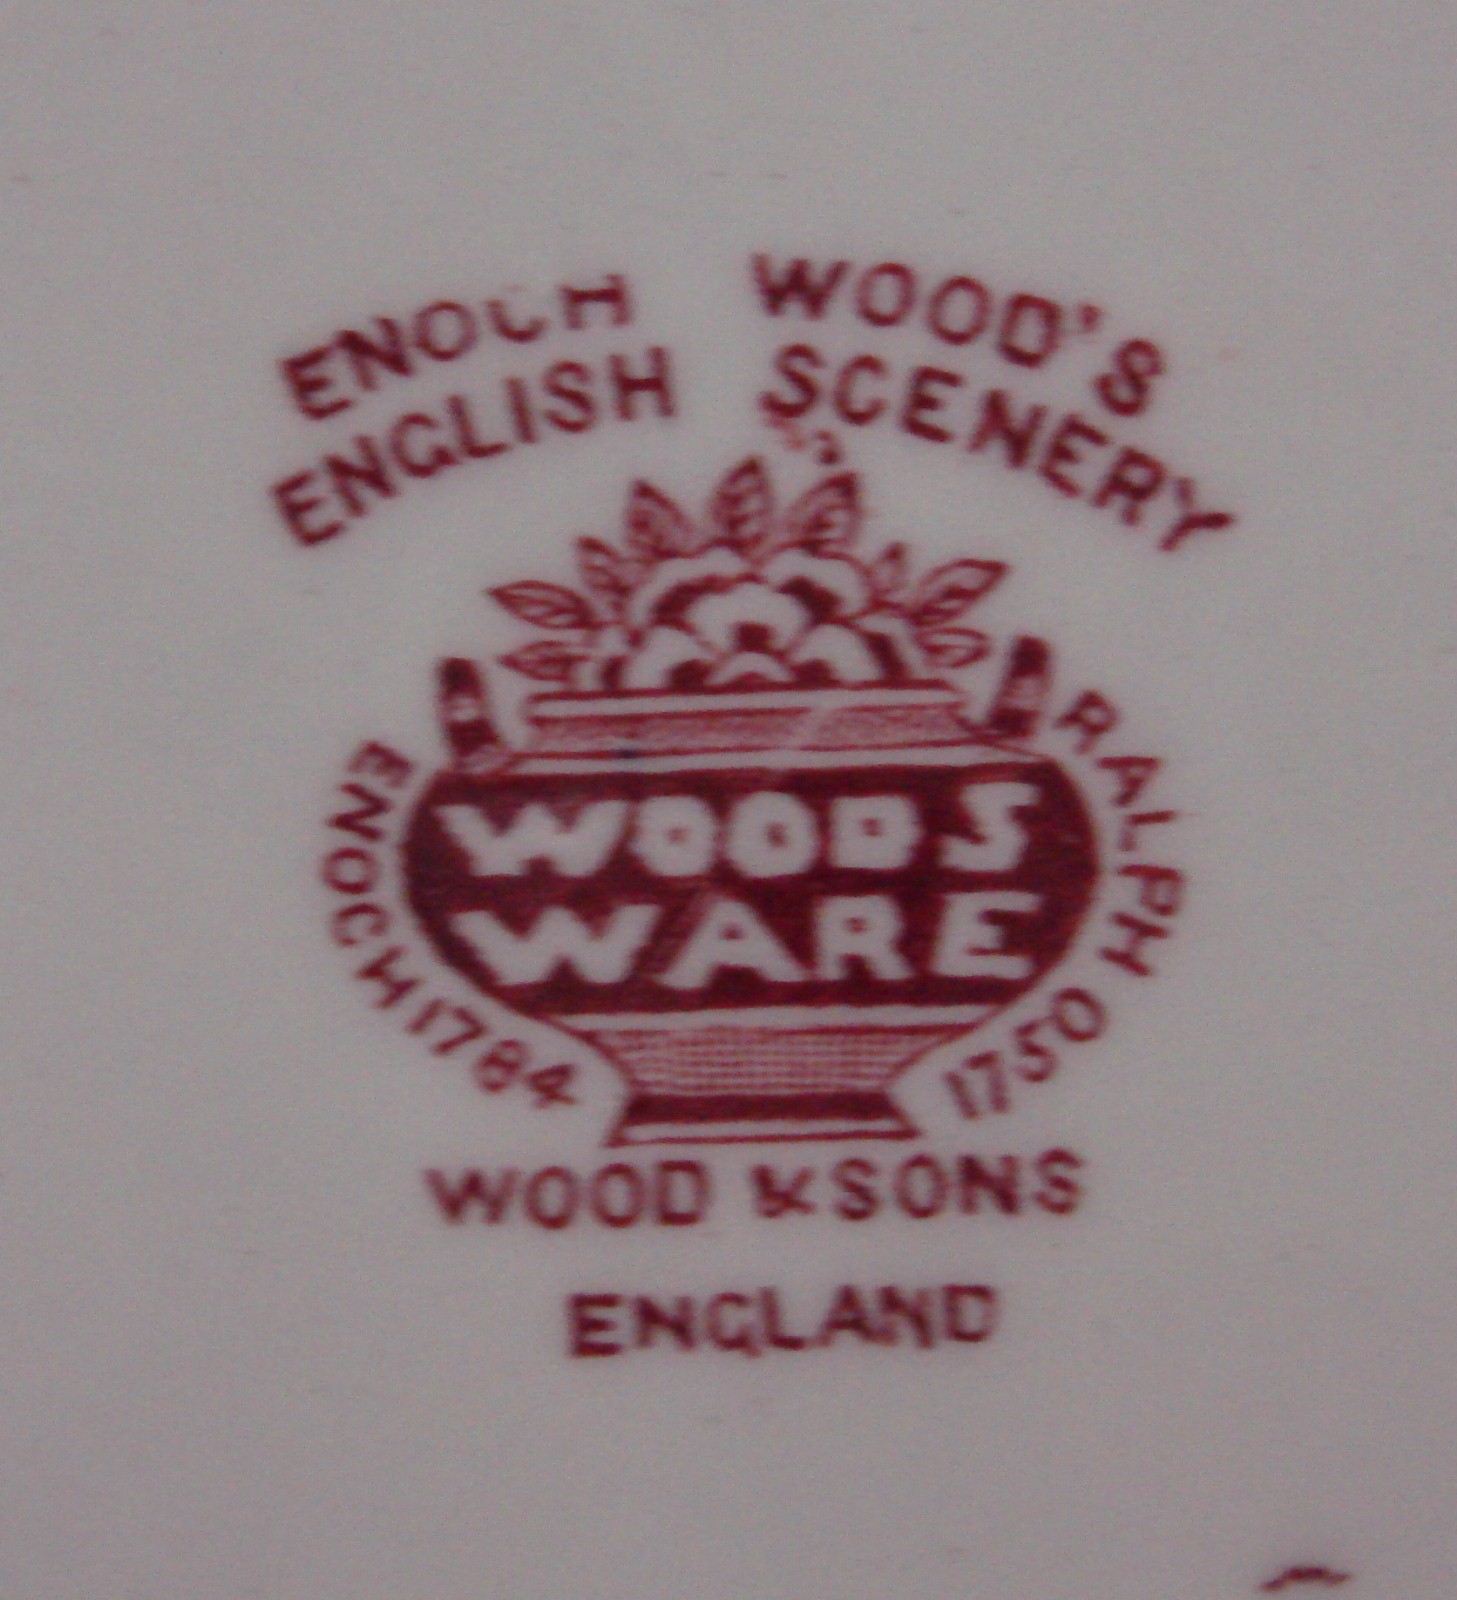 ENOCH WOOD'S
ENGLISH SCENERY
WOODS
WARE
ENOCH 1784
RALPH 1750
WOOD & SONS
ENGLAND